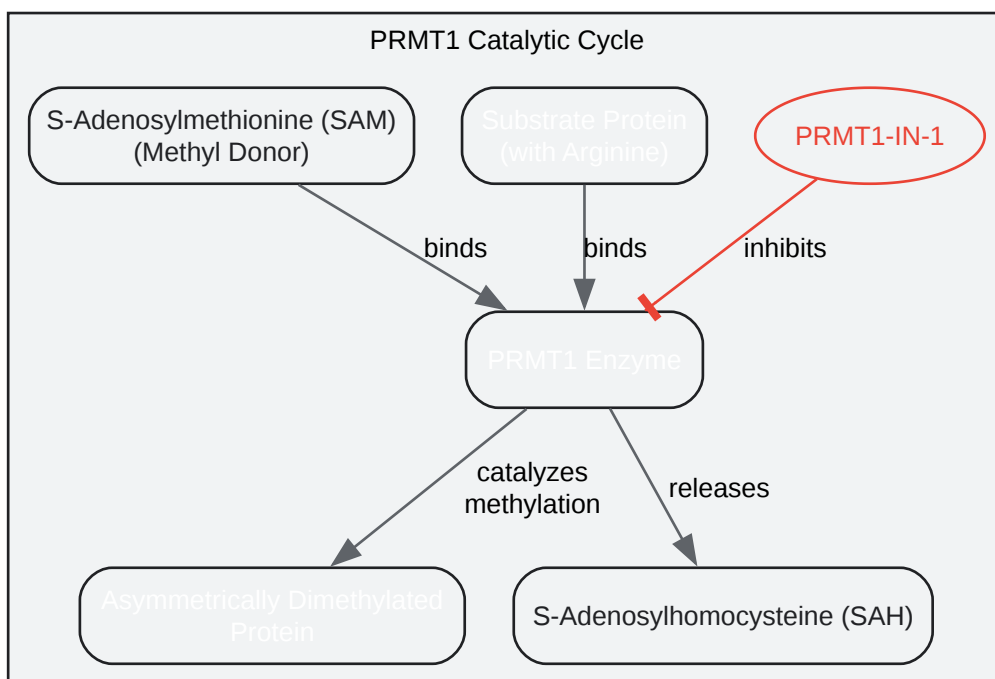 PRMT1 Catalytic Cycle
S-Adenosylmethionine (SAM)
(Methyl Donor)
Substrate Protein
(with Arginine)
PRMT1-IN-1
binds
binds
inhibits
PRMT1 Enzyme
catalyzes
methylation
releases
Asymmetrically Dimethylated
Protein
S-Adenosylhomocysteine (SAH)